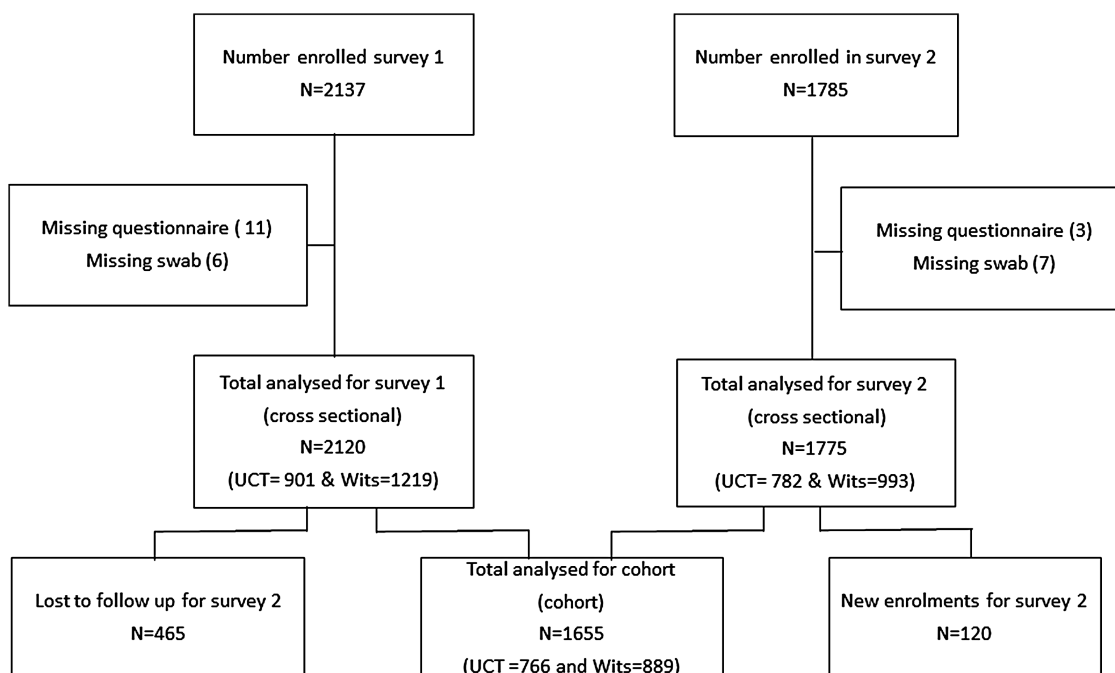 Number enrolled survey 1
N=2137
Number enrolled in survey 2
N=1785
Missing questionnaire ( 11)
Missing swab (6)
Missing questionnaire (3)
Missing swab (7)
Total analysed for survey 1
(cross sectional)
N=2120
(UCT= 901 & Wits=1219)
Total analysed for survey 2
(cross sectional)
N=1775
(UCT= 782 & Wits=993)
Lost to follow up for survey 2
N=465
Total analysed for cohort
(cohort)
N=1655
(UCT =766 and Wits=889)
New enrolments for survey 2
N=120